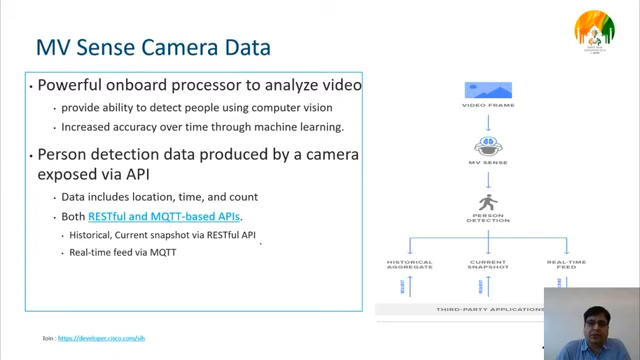 MV Sense Camera Data
• Powerful onboard processor to analyze video
• provide ability to detect people using computer vision
• Increased accuracy over time through machine learning.
• Person detection data produced by a camera
exposed via API
• Data includes location, time, and count
• Both RESTful and MQTT-based APIs.
• Historical, Current snapshot via RESTful API
• Real-time feed via MQTT
VIDEO FRAME
MV SENSE
PERSON
DETECTION
HISTORICAL
AGGREGATE
CURRENT
SNAPSHOT
REAL-TIME
FEED
THIRD-PARTY APPLICATIONS
Join : https://developer.cisco.com/sih